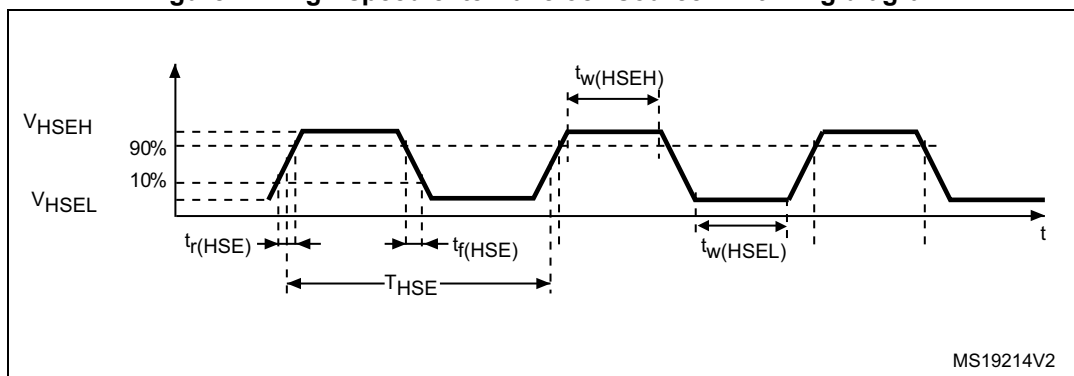 t_w(HSEH)
V_HSEH
90%
10%
V_HSEL
t_r(HSE)
t_f(HSE)
t_w(HSEL)
t
T_HSE
MS19214V2